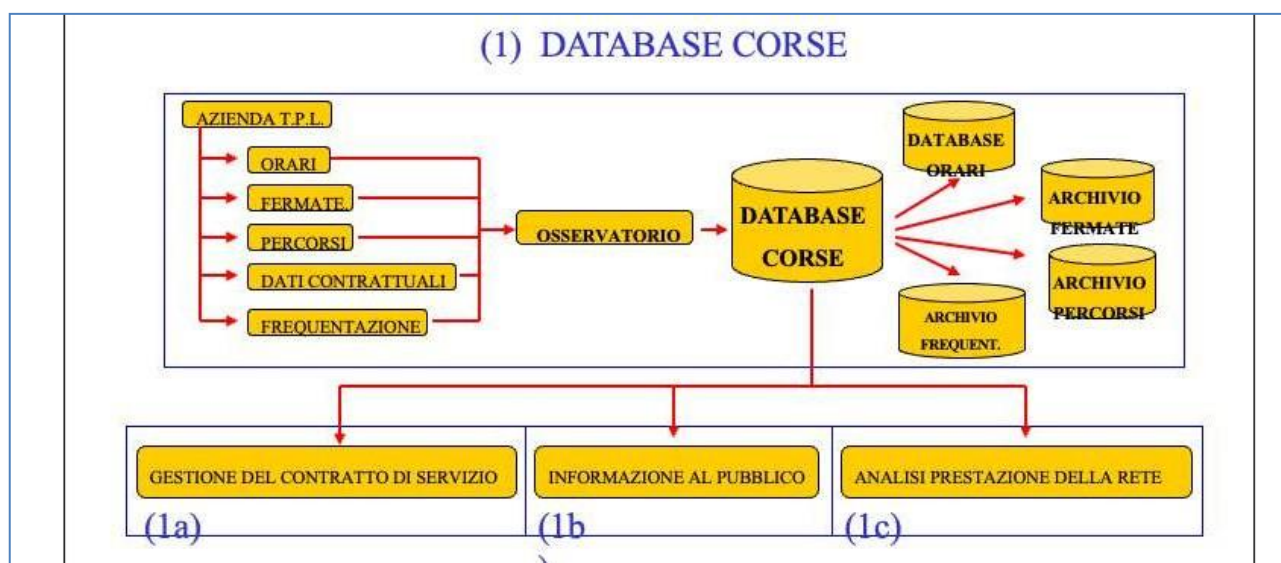 (1) DATABASE CORSE
AZIENDA T.P.L.
ORARI
FERMATE.
PERCORSI
DATI CONTRATTUALI
FREQUENTAZIONE
OSSERVATORIO
DATABASE
CORSE
DATABASE
ORARI
ARCHIVIO
FERMATE
ARCHIVIO
PERCORSI
ARCHIVIO
FREQUENT.
GESTIONE DEL CONTRATTO DI SERVIZIO
INFORMAZIONE AL PUBBLICO
ANALISI PRESTAZIONE DELLA RETE
(1a)
(1b
)
(1c)